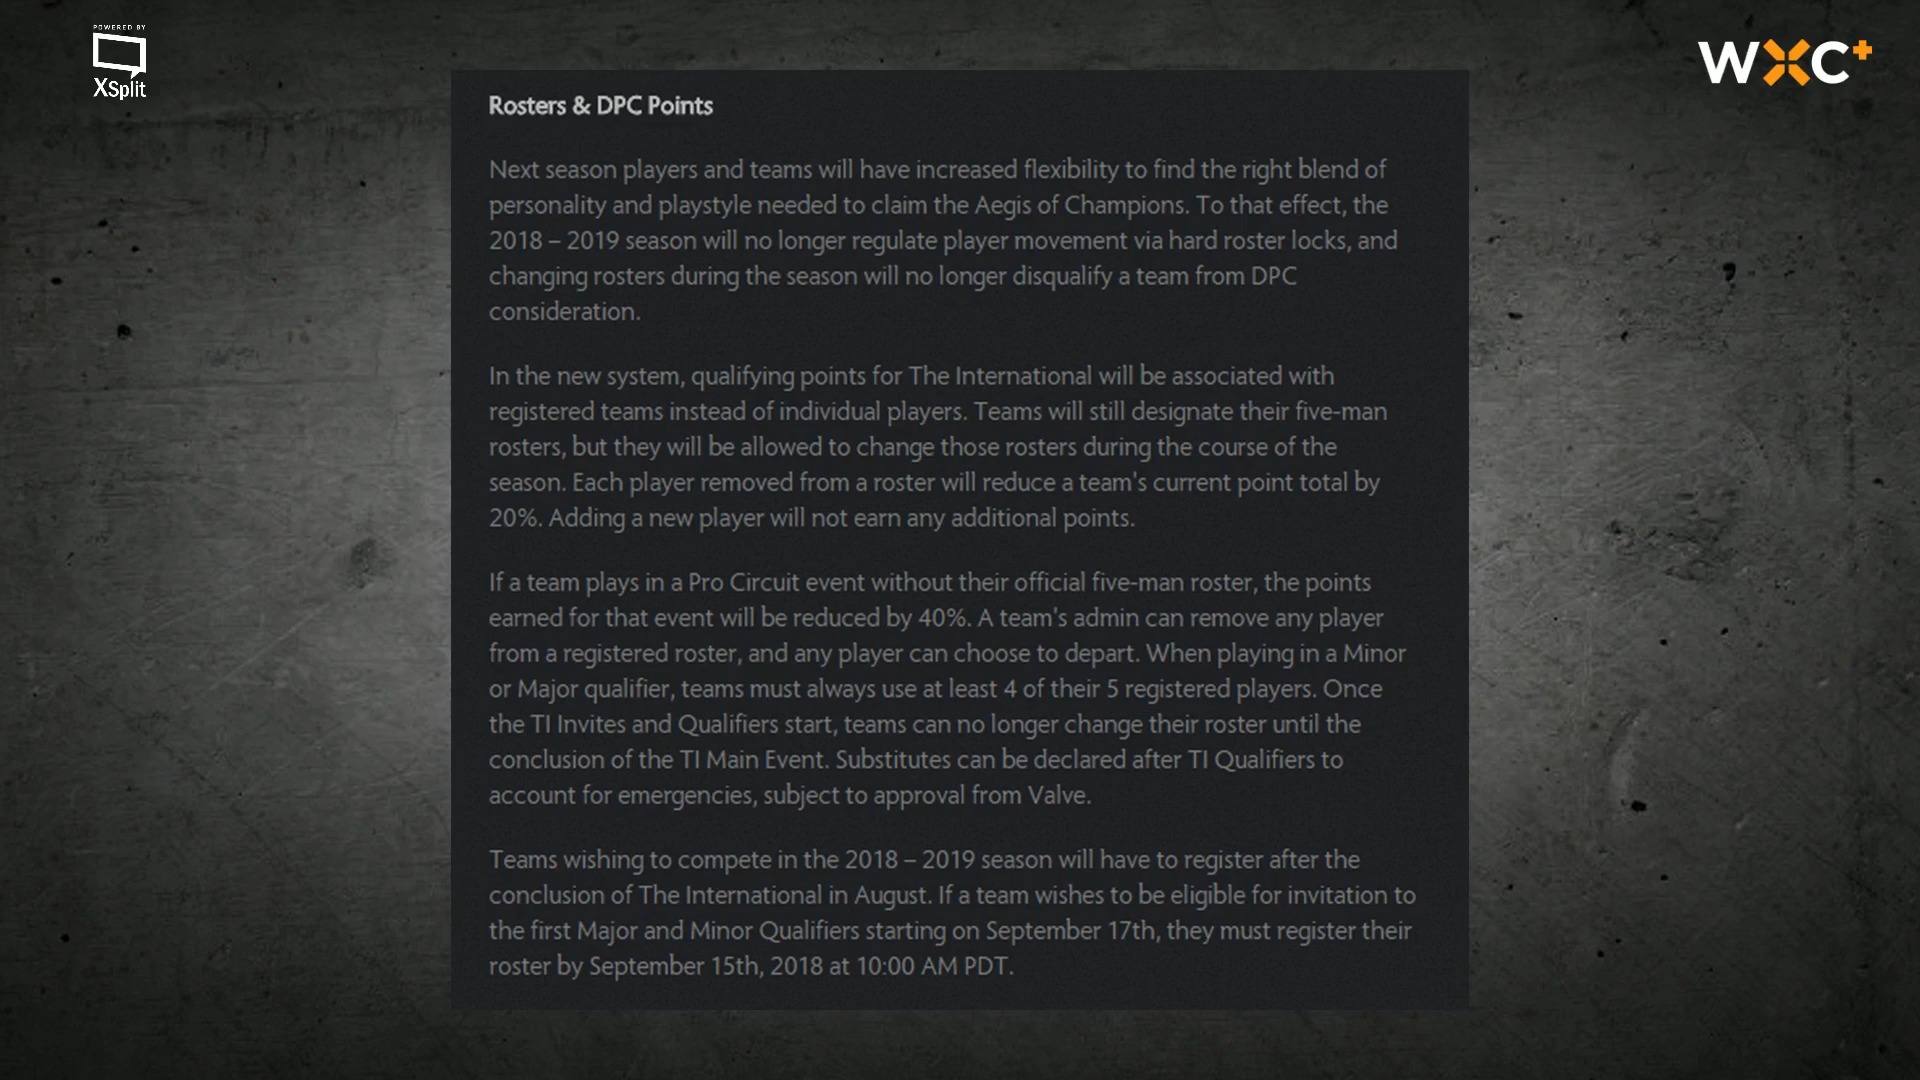 POWERED BY
XSplit
WXC+
Rosters & DPC Points
Next season players and teams will have increased flexibility to find the right blend of
personality and playstyle needed to claim the Aegis of Champions. To that effect, the
2018 – 2019 season will no longer regulate player movement via hard roster locks, and
changing rosters during the season will no longer disqualify a team from DPC
consideration.
In the new system, qualifying points for The International will be associated with
registered teams instead of individual players. Teams will still designate their five-man
rosters, but they will be allowed to change those rosters during the course of the
season. Each player removed from a roster will reduce a team's current point total by
20%. Adding a new player will not earn any additional points.
If a team plays in a Pro Circuit event without their official five-man roster, the points
earned for that event will be reduced by 40%. A team's admin can remove any player
from a registered roster, and any player can choose to depart. When playing in a Minor
or Major qualifier, teams must always use at least 4 of their 5 registered players. Once
the TI Invites and Qualifiers start, teams can no longer change their roster until the
conclusion of the TI Main Event. Substitutes can be declared after TI Qualifiers to
account for emergencies, subject to approval from Valve.
Teams wishing to compete in the 2018 – 2019 season will have to register after the
conclusion of The International in August. If a team wishes to be eligible for invitation to
the first Major and Minor Qualifiers starting on September 17th, they must register their
roster by September 15th, 2018 at 10:00 AM PDT.